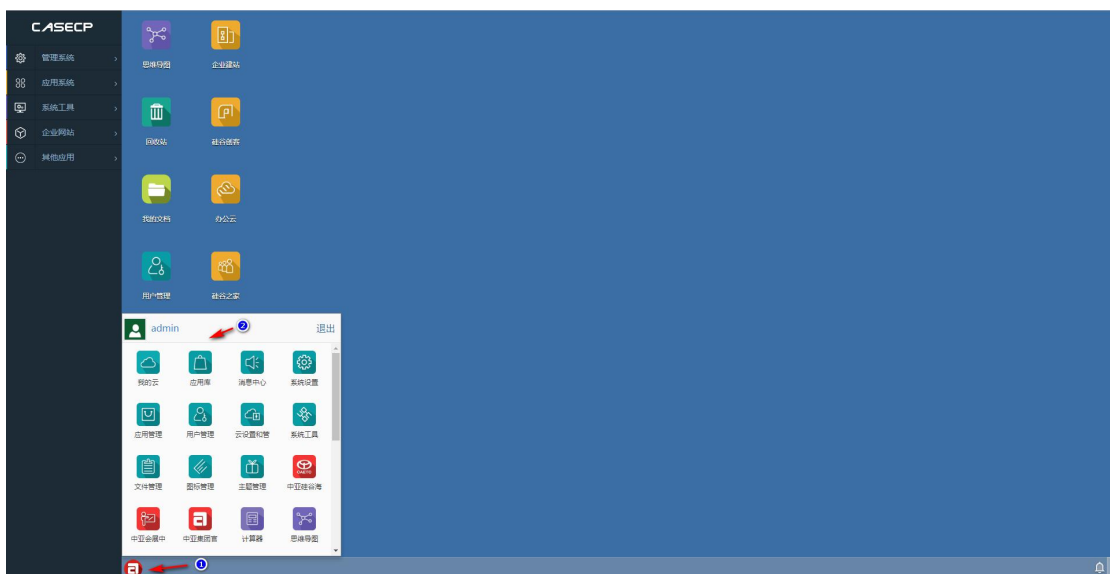 CASECP
管理系统
应用系统
系统工具
企业网站
其他应用
思维导图 企业建站
回收站 硅谷创客
我的文档 办公云
用户管理 硅谷之家
admin 2 退出
我的云 应用库 消息中心 系统设置
应用管理 用户管理 云设置和管 系统工具
文件管理 图标管理 主题管理 中亚硅谷海
中亚会展中 中亚集团官 计算器 思维导图
a 1